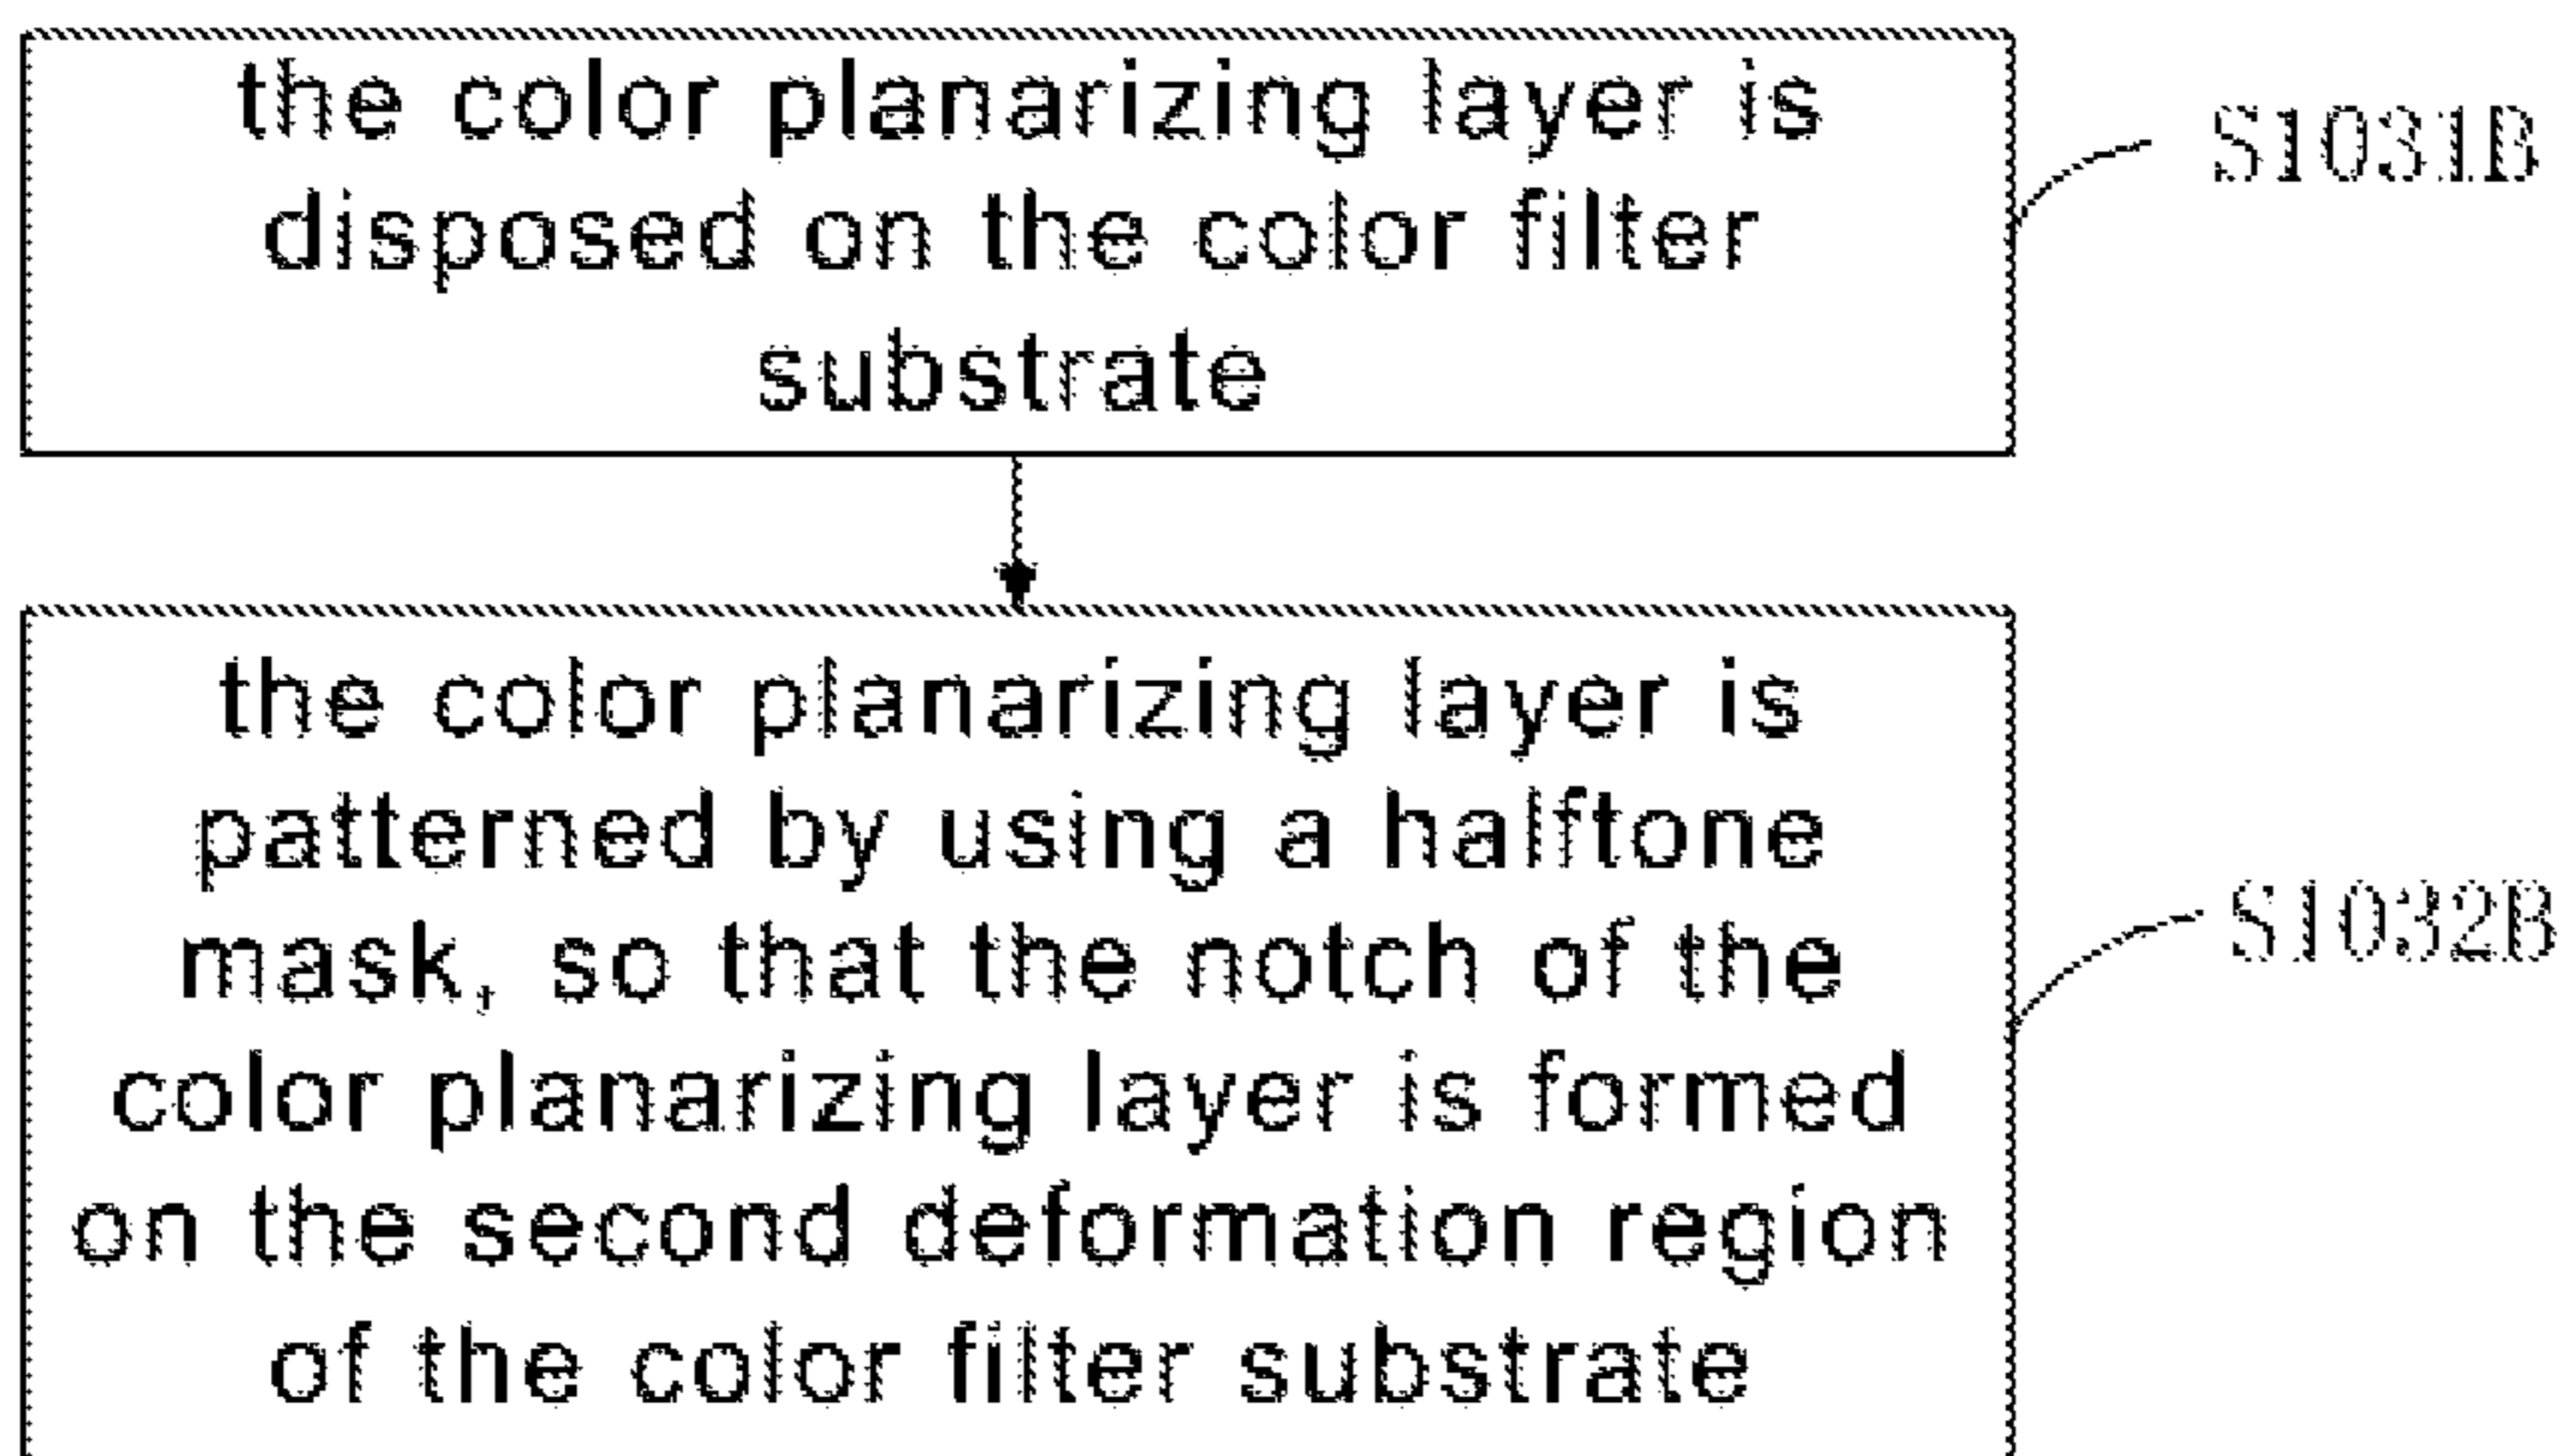 the color planarizing layer is
disposed on the color filter
substrate
S1031B
the color planarizing layer is
patterned by using a halftone
mask, so that the notch of the
color planarizing layer is formed
on the second deformation region
of the color filter substrate
S1032B